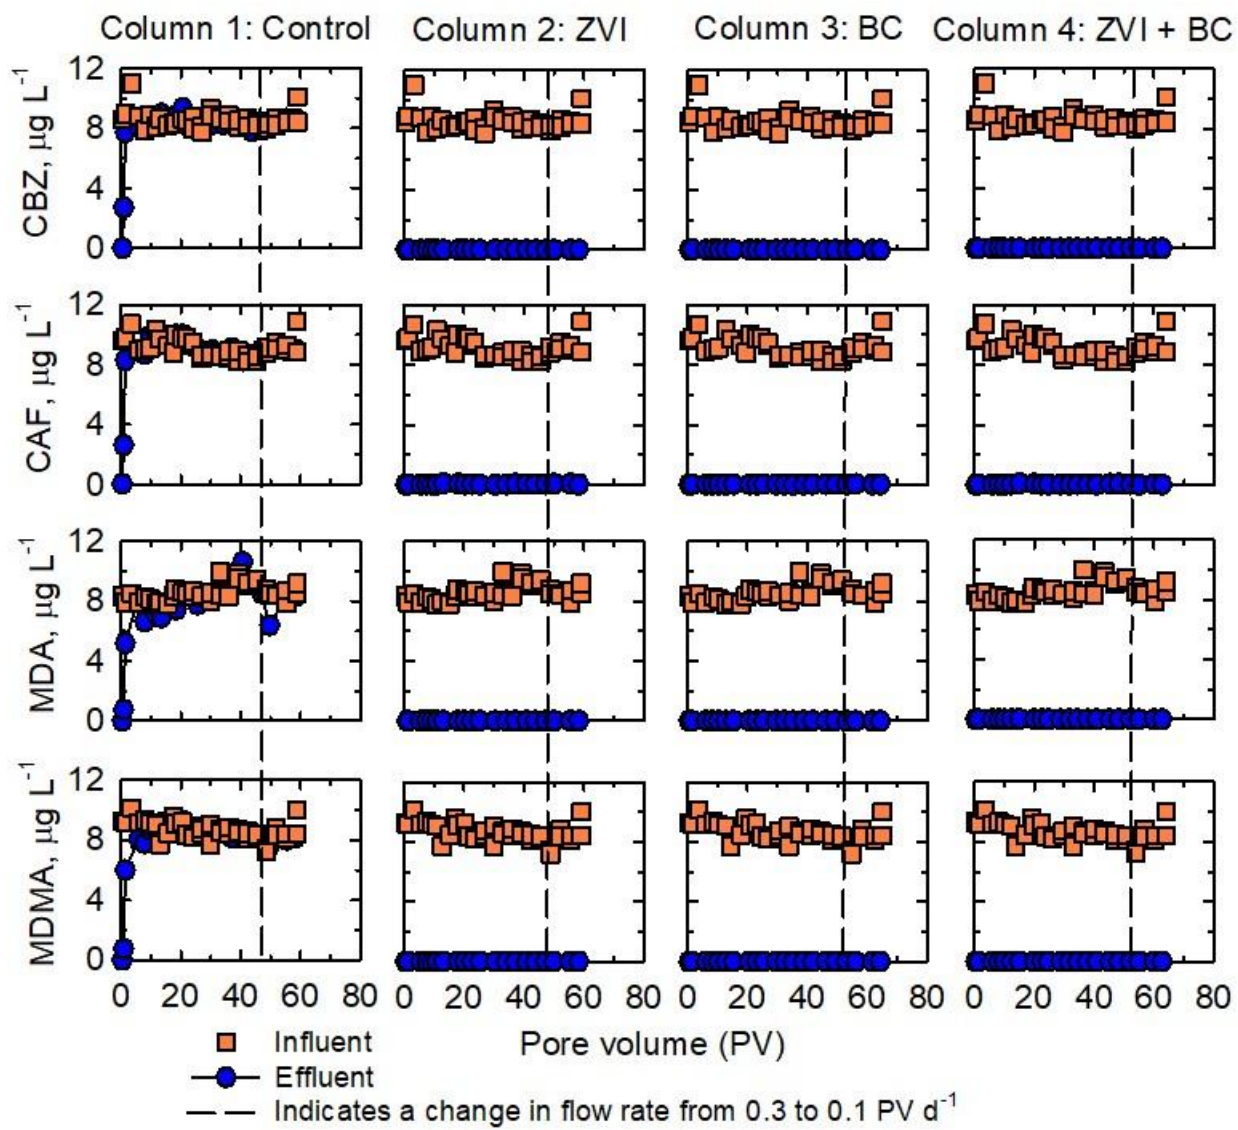 Column 1: Control Column 2: ZVI Column 3: BC Column 4: ZVI + BC
CBZ, µg L⁻¹
12
8
4
0
CAF, µg L⁻¹
12
8
4
0
MDA, µg L⁻¹
12
8
4
0
MDMA, µg L⁻¹
12
8
4
0
0 20 40 60 80 0 20 40 60 80 0 20 40 60 80 0 20 40 60 80
Pore volume (PV)
Influent
Effluent
Indicates a change in flow rate from 0.3 to 0.1 PV d⁻¹